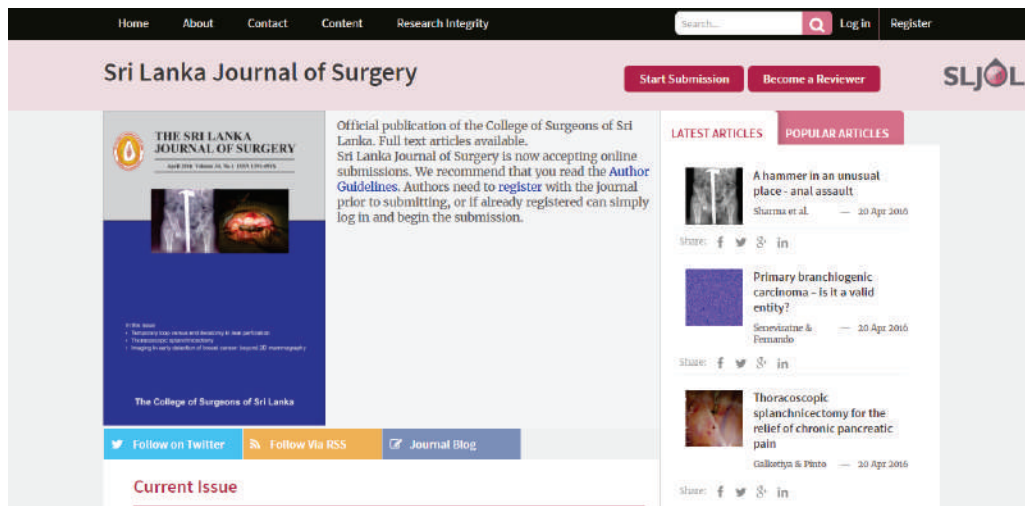 Home About Contact Content Research Integrity
Search...
Log in Register
Sri Lanka Journal of Surgery
Start Submission Become a Reviewer
SLJOL
THE SRI LANKA
JOURNAL OF SURGERY
In this issue
The College of Surgeons of Sri Lanka
Official publication of the College of Surgeons of Sri
Lanka. Full text articles available.
Sri Lanka Journal of Surgery is now accepting online
submissions. We recommend that you read the Author
Guidelines. Authors need to register with the journal
prior to submitting, or if already registered can simply
log in and begin the submission.
Follow on Twitter Follow Via RSS Journal Blog
Current Issue
LATEST ARTICLES POPULAR ARTICLES
A hammer in an unusual
place - anal assault
Sharma et al. — 20 Apr 2016
Share:
Primary branchiogenic
carcinoma – is it a valid
entity?
Seneviratne & — 20 Apr 2016
Fernando
Share:
Thoracoscopic
splanchnicectomy for the
relief of chronic pancreatic
pain
Galketiya & Pinto — 20 Apr 2016
Share: